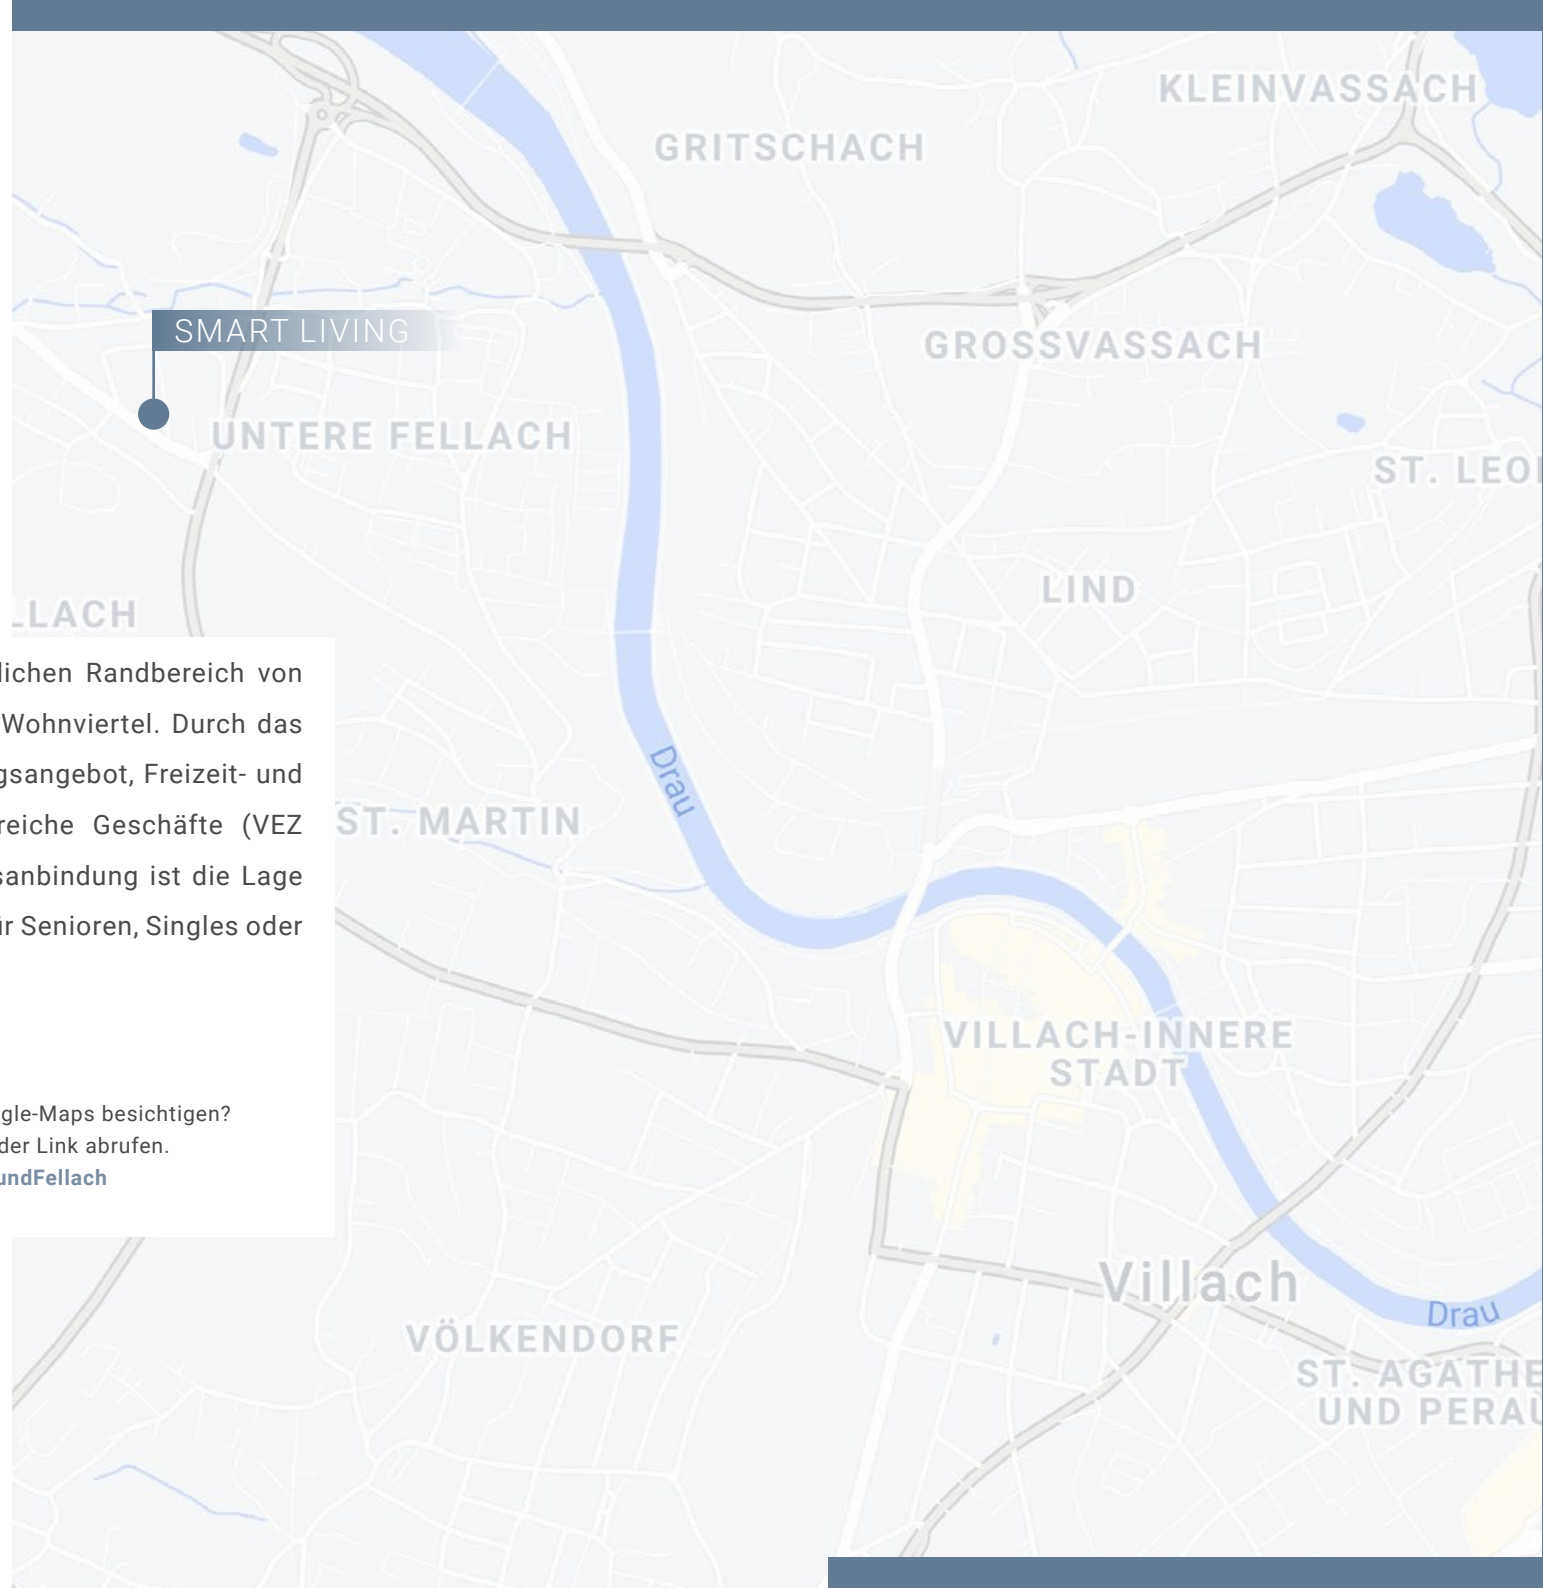 KLEINVASSACH
GRITSCHACH
SMART LIVING
GROSSVASSACH
UNTERE FELLACH
ST. LEO
LIND
LLACH
lichen Randbereich von
Wohnviertel. Durch das
gsangebot, Freizeit- und
reiche Geschäfte (VEZ
sanbindung ist die Lage
ür Senioren, Singles oder
Drau
ST. MARTIN
VILLACH-INNERE
STADT
gle-Maps besichtigen?
der Link abrufen.
undFellach
Villach
Drau
VÖLKENDORF
ST. AGATHE
UND PERAU